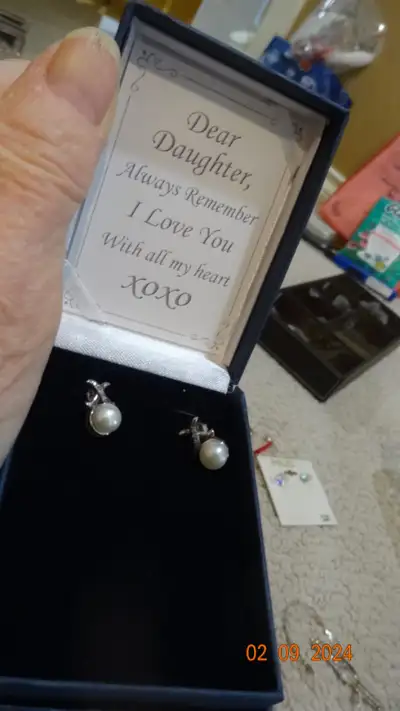 Dear
Daughter,
Always Remember
I Love You
With all my heart
XOXO
02 09 2024